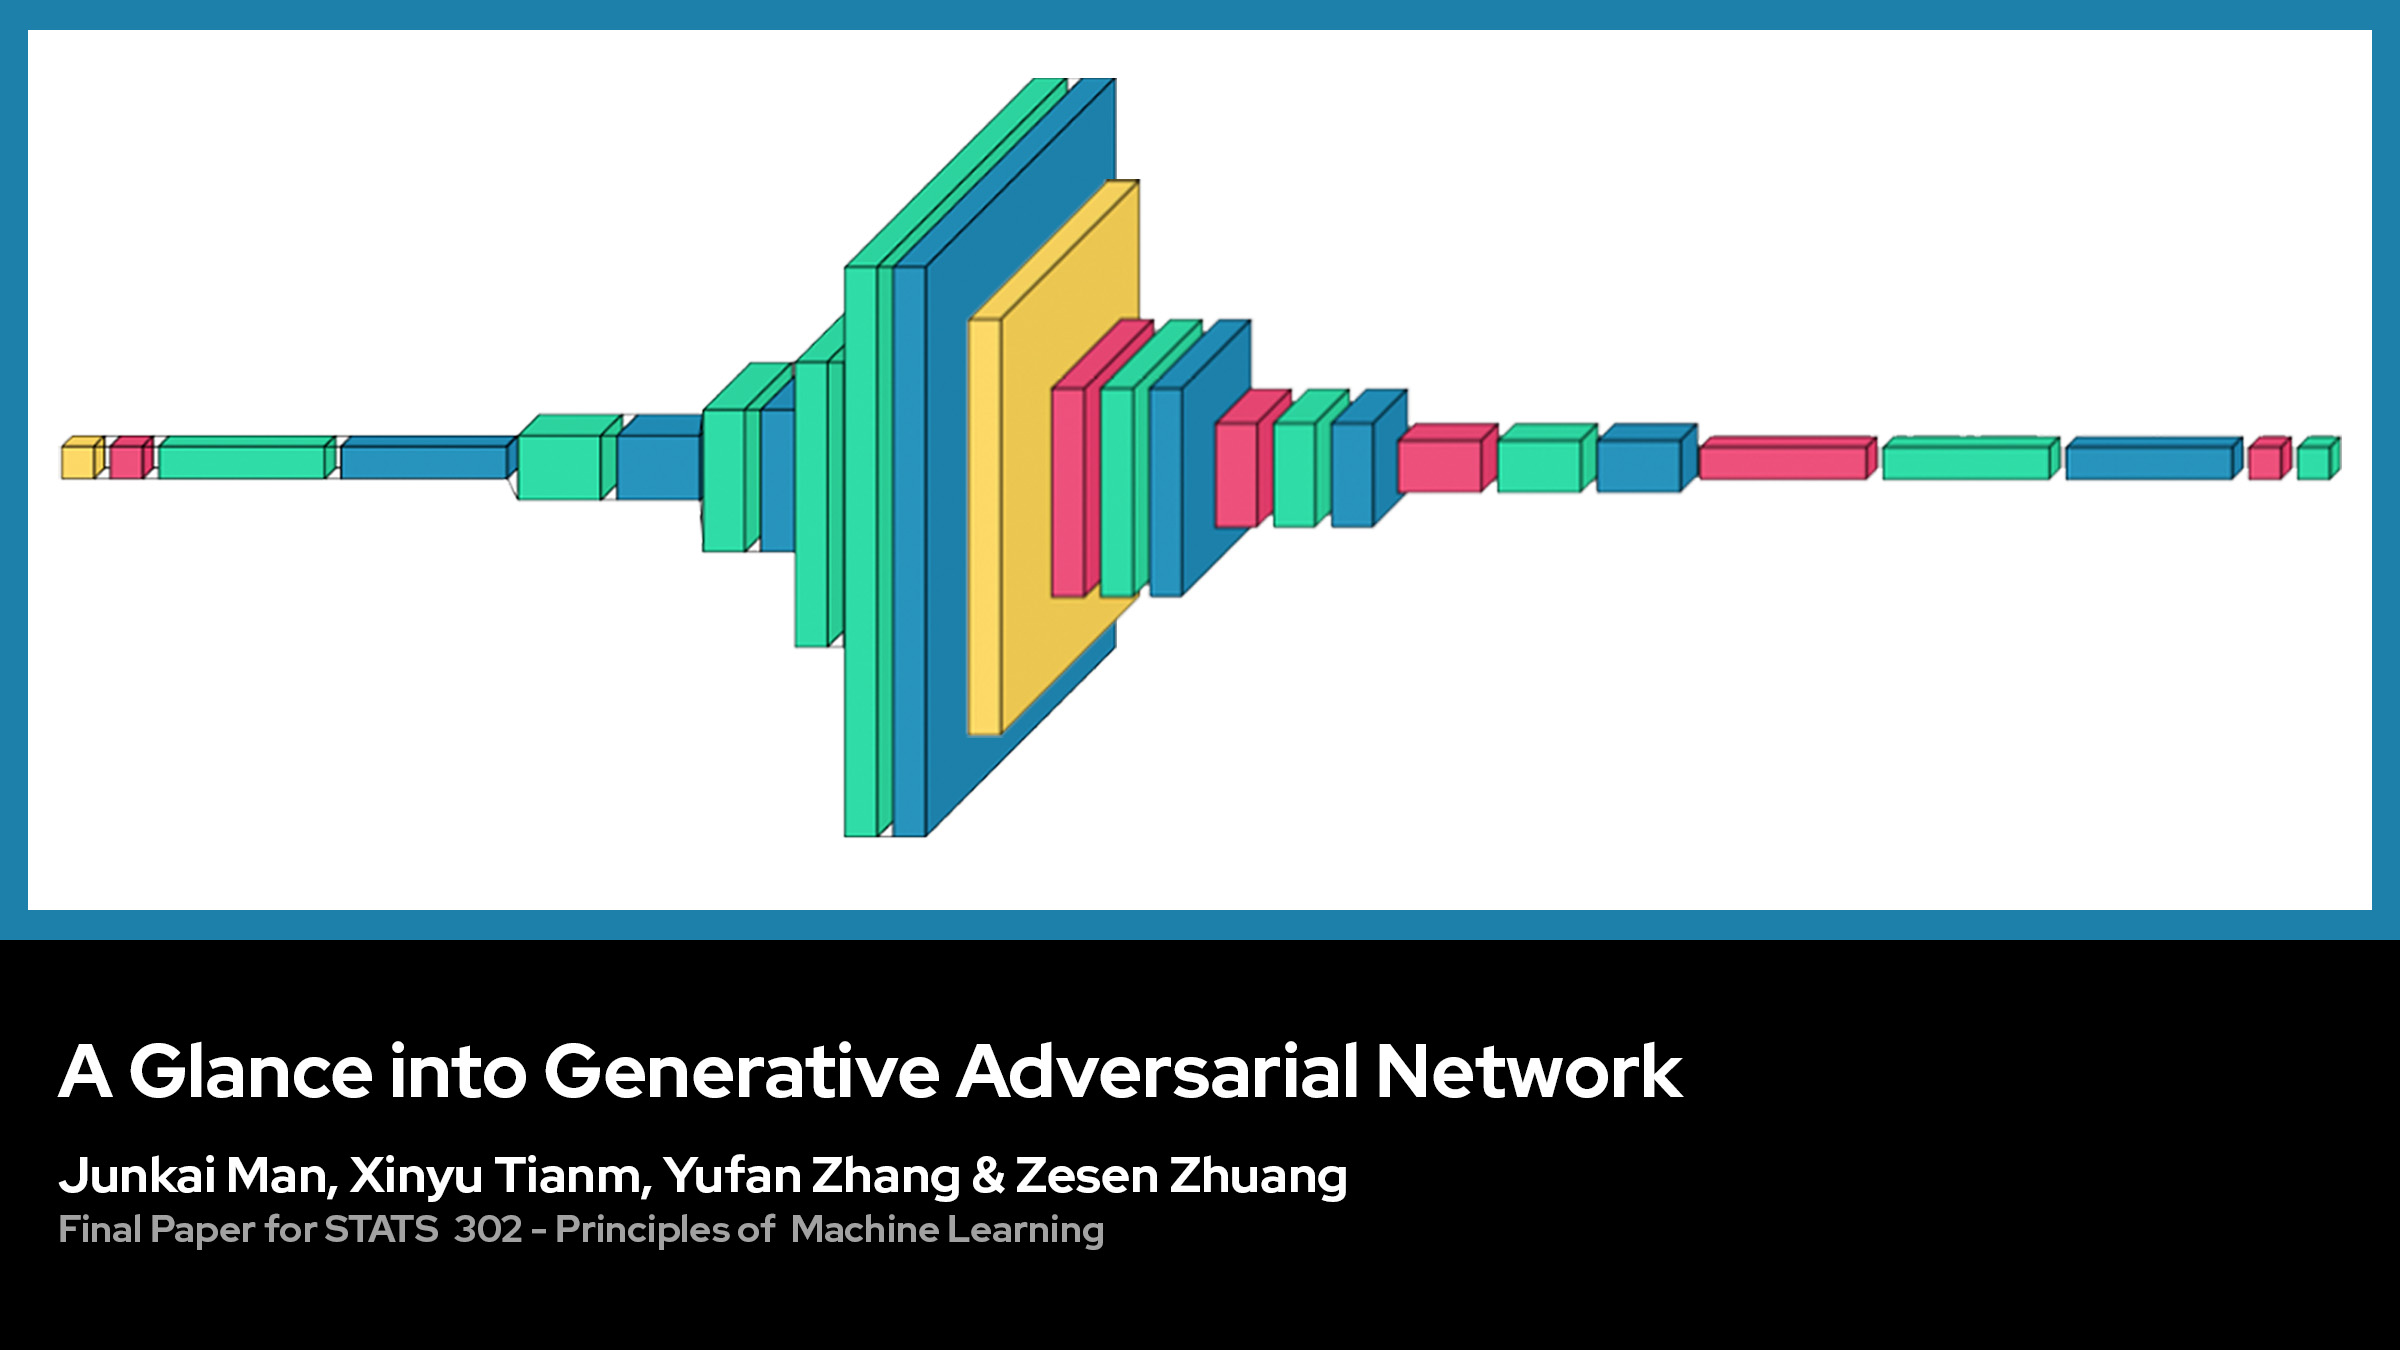 A Glance into Generative Adversarial Network
Junkai Man, Xinyu Tianm, Yufan Zhang & Zesen Zhuang
Final Paper for STATS 302 - Principles of Machine Learning